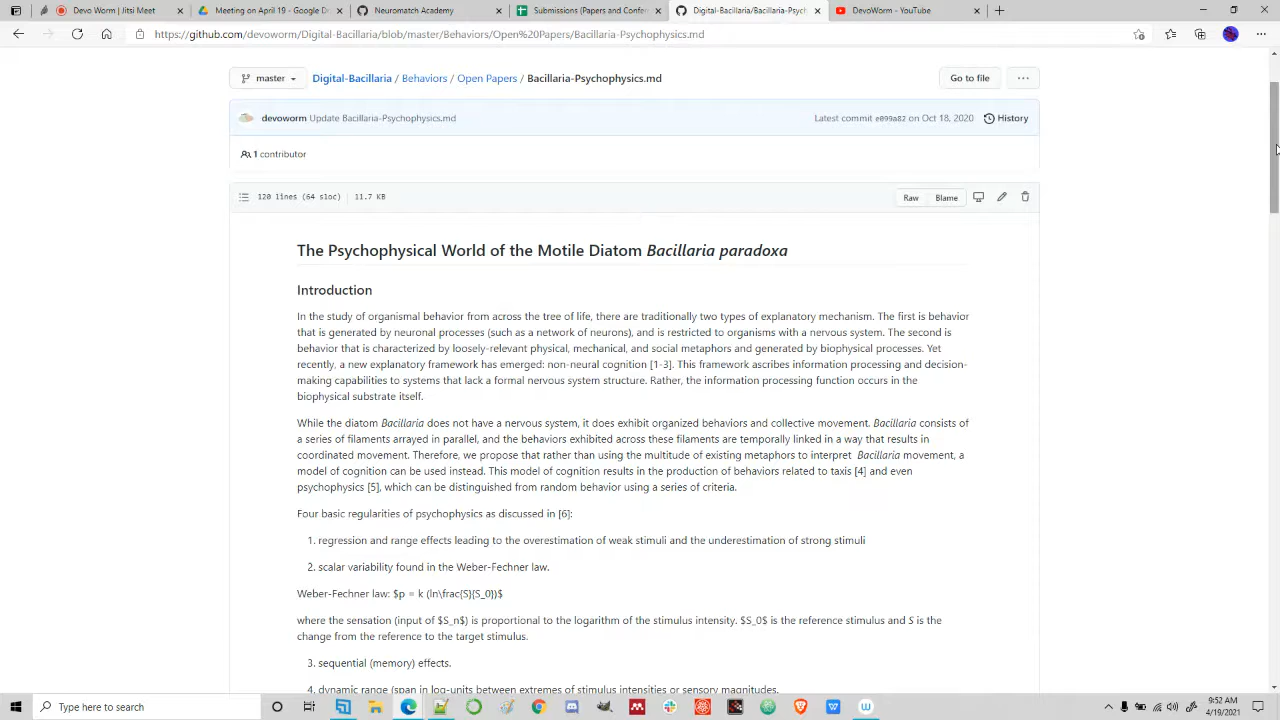 Devo Worm | Jitsi Meet
Meeting on April 19 - Google D
Neuromatch Academy
Submissions (Papers and Confer
Digital-Bacillaria/Bacillaria-Psych
DevoWorm - YouTube
https://github.com/devoworm/Digital-Bacillaria/blob/master/Behaviors/Open%20Papers/Bacillaria-Psychophysics.md
master
Digital-Bacillaria / Behaviors / Open Papers / Bacillaria-Psychophysics.md
Go to file
devoworm Update Bacillaria-Psychophysics.md
Latest commit e099a82 on Oct 18, 2020
History
1 contributor
120 lines (64 sloc) | 11.7 KB
Raw
Blame
The Psychophysical World of the Motile Diatom Bacillaria paradoxa
Introduction
In the study of organismal behavior from across the tree of life, there are traditionally two types of explanatory mechanism. The first is behavior
that is generated by neuronal processes (such as a network of neurons), and is restricted to organisms with a nervous system. The second is
behavior that is characterized by loosely-relevant physical, mechanical, and social metaphors and generated by biophysical processes. Yet
recently, a new explanatory framework has emerged: non-neural cognition [1-3]. This framework ascribes information processing and decision-
making capabilities to systems that lack a formal nervous system structure. Rather, the information processing function occurs in the
biophysical substrate itself.
While the diatom Bacillaria does not have a nervous system, it does exhibit organized behaviors and collective movement. Bacillaria consists of
a series of filaments arrayed in parallel, and the behaviors exhibited across these filaments are temporally linked in a way that results in
coordinated movement. Therefore, we propose that rather than using the multitude of existing metaphors to interpret Bacillaria movement, a
model of cognition can be used instead. This model of cognition results in the production of behaviors related to taxis [4] and even
psychophysics [5], which can be distinguished from random behavior using a series of criteria.
Four basic regularities of psychophysics as discussed in [6]:
1. regression and range effects leading to the overestimation of weak stimuli and the underestimation of strong stimuli
2. scalar variability found in the Weber-Fechner law.
Weber-Fechner law: $p = k (ln\frac{S}{S_0})$
where the sensation (input of $S_n$) is proportional to the logarithm of the stimulus intensity. $S_0$ is the reference stimulus and S is the
change from the reference to the target stimulus.
3. sequential (memory) effects.
4. dynamic range (span in log-units between extremes of stimulus intensities or sensory magnitudes.
Type here to search
9:52 AM
4/19/2021